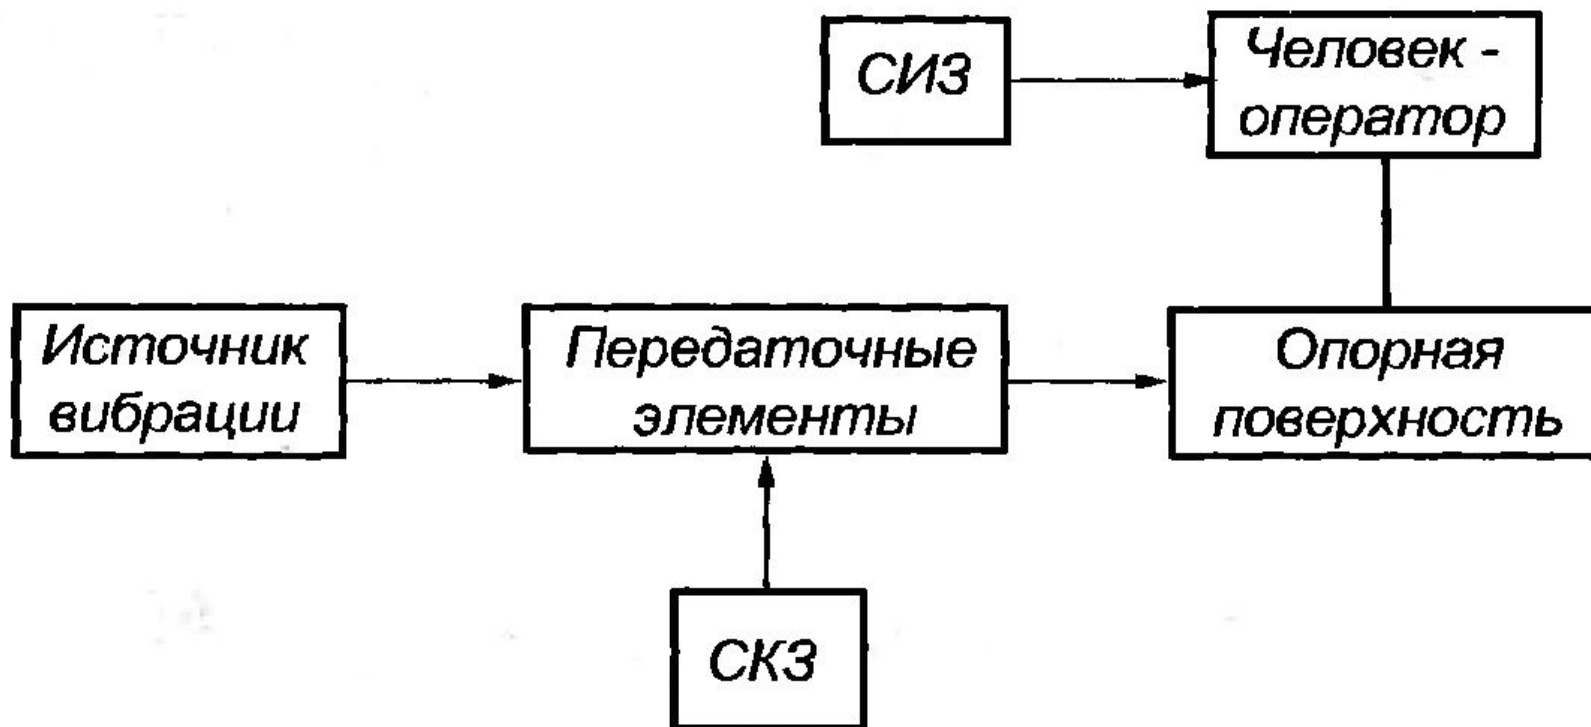 СИЗ
Человек -
оператор
Источник
вибрации
Передаточные
элементы
Опорная
поверхность
СКЗ